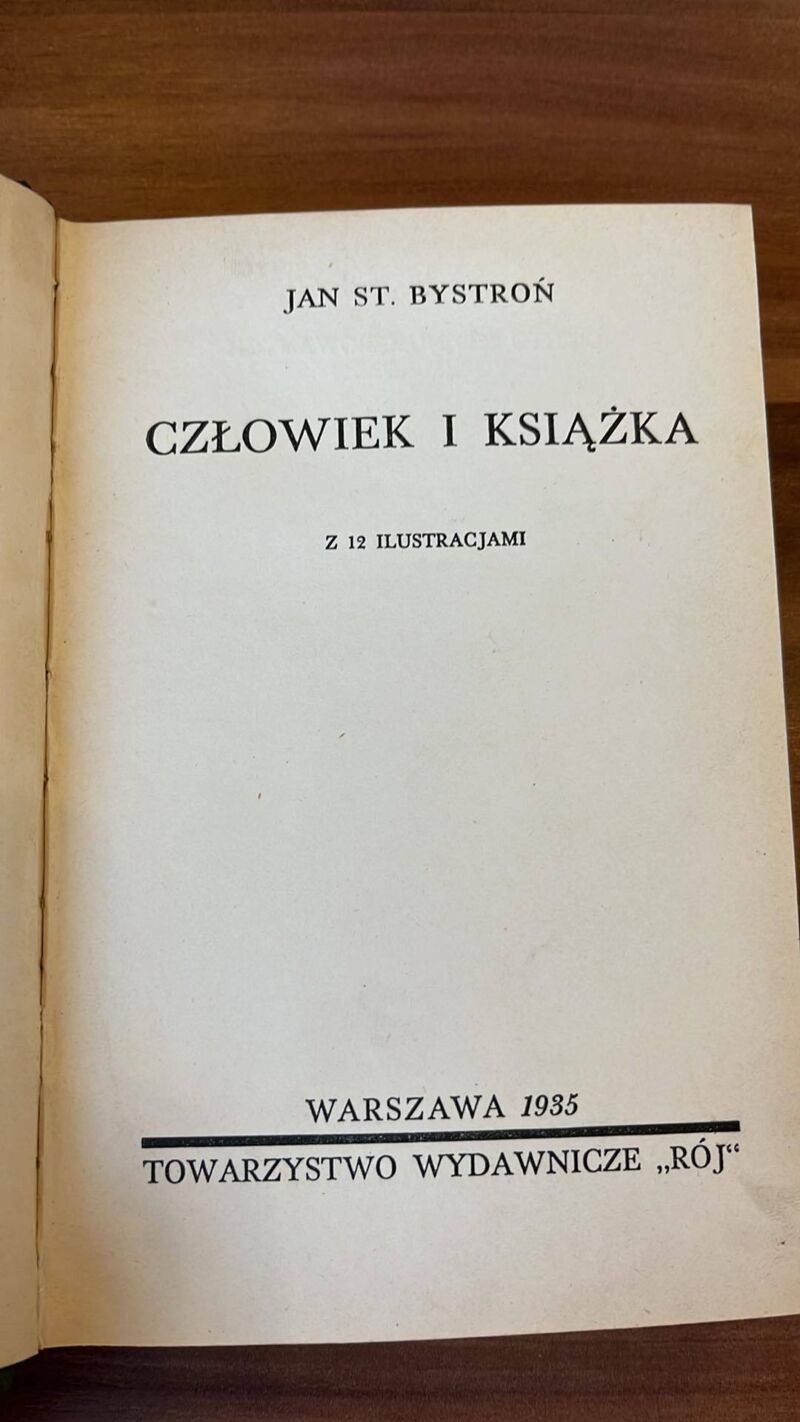 JAN ST. BYSTROŃ
CZŁOWIEK I KSIĄŻKA
Z 12 ILUSTRACJAMI
WARSZAWA 1935
TOWARZYSTWO WYDAWNICZE „RÓJ“